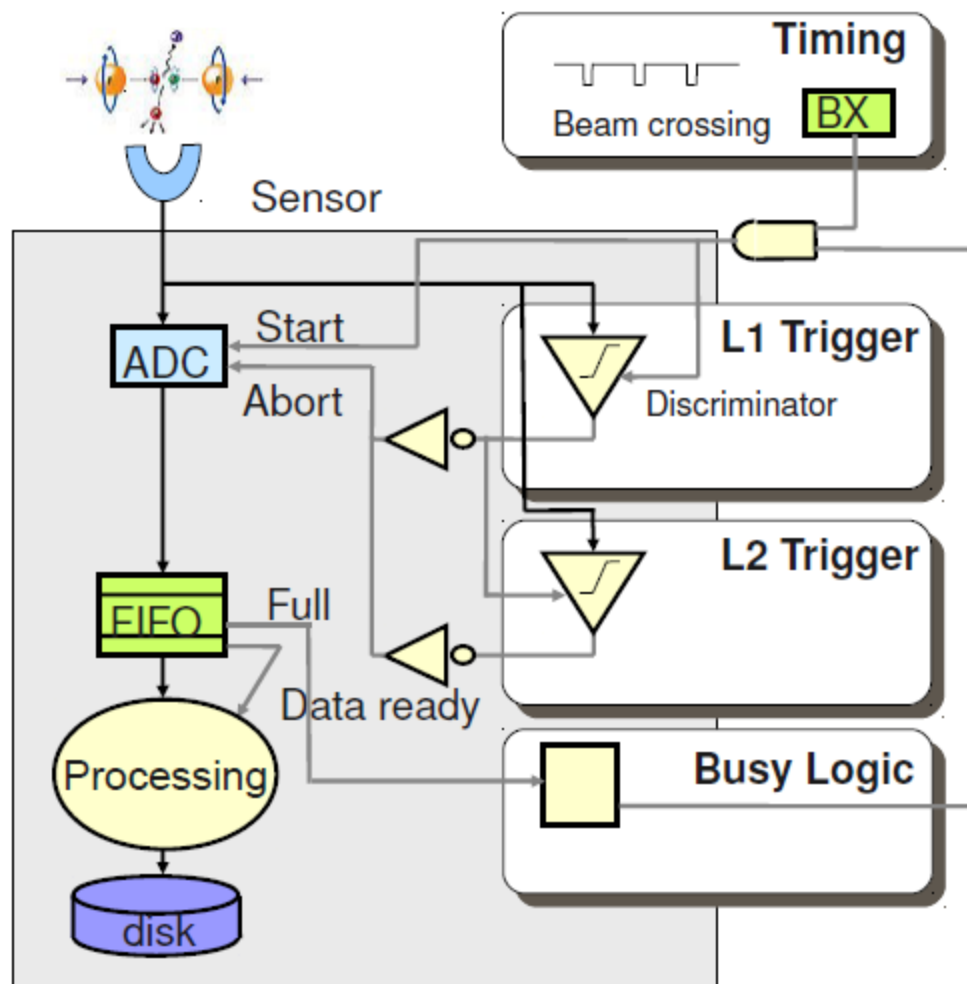 Timing
BX
Beam crossing
Sensor
Start
ADC
Abort
L1 Trigger
Discriminator
L2 Trigger
Full
FIFO
Data ready
Processing
Busy Logic
disk